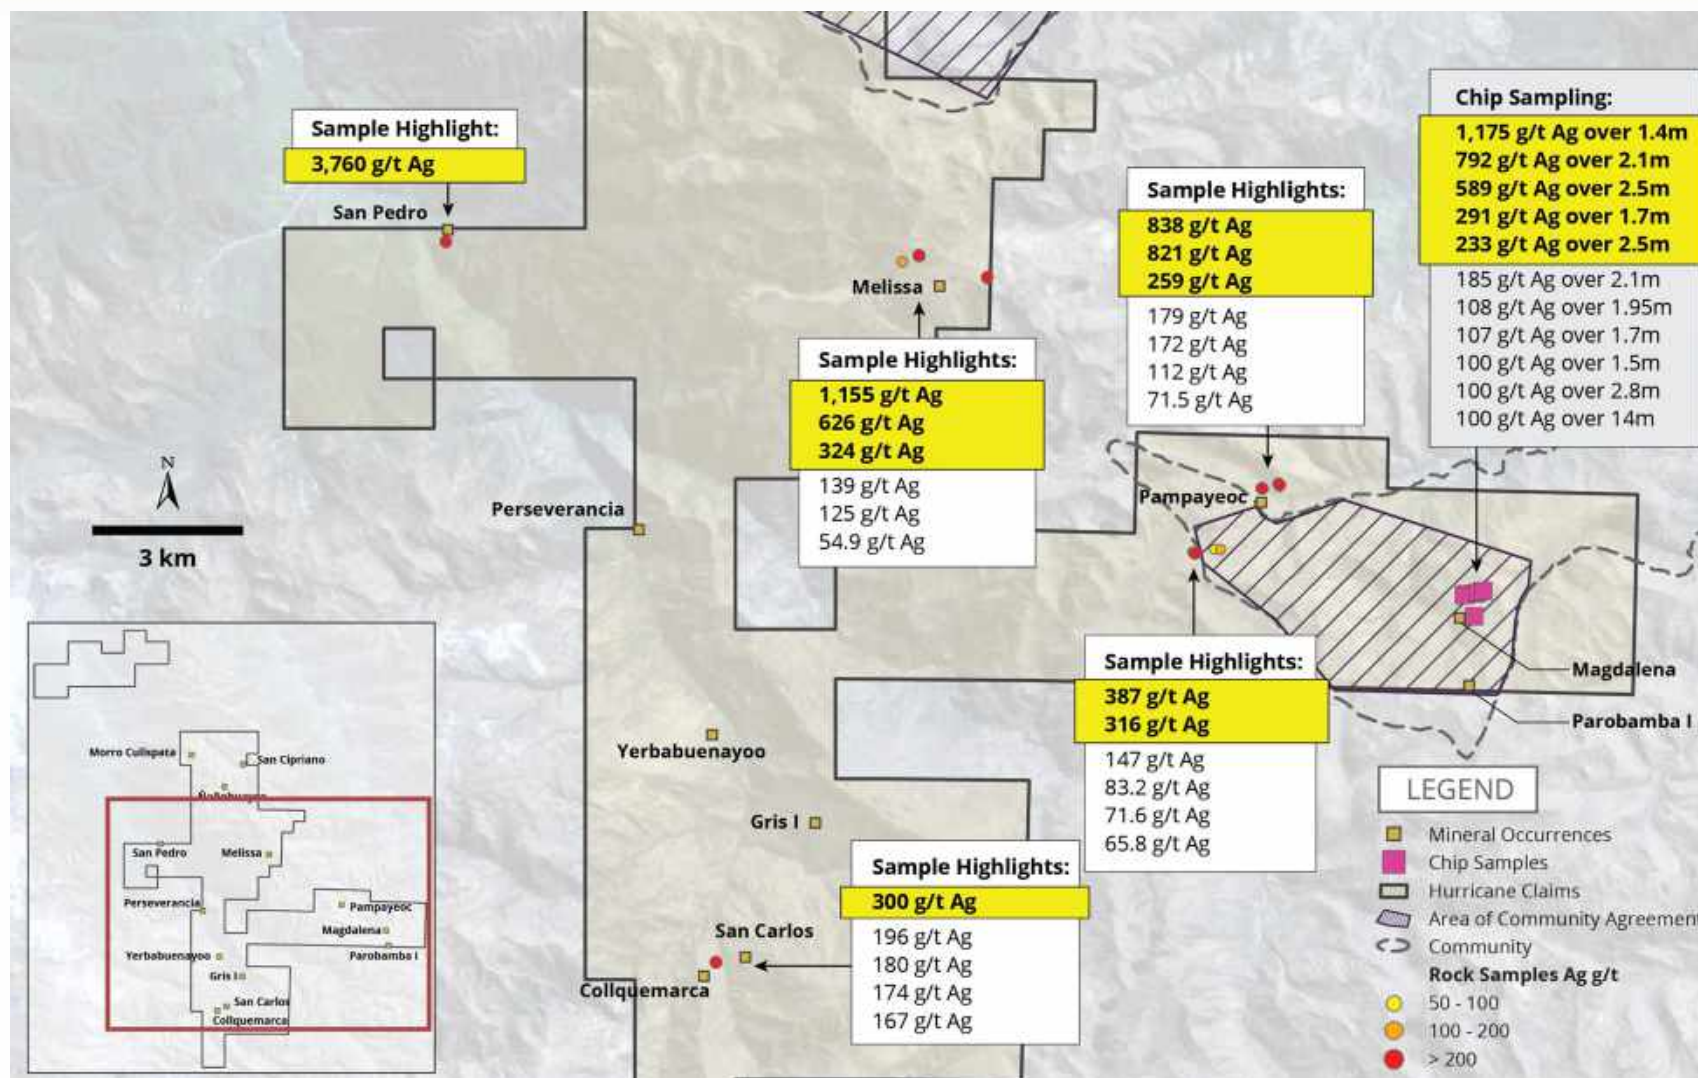 Sample Highlight:
3,760 g/t Ag
San Pedro
Chip Sampling:
1,175 g/t Ag over 1.4m
792 g/t Ag over 2.1m
589 g/t Ag over 2.5m
291 g/t Ag over 1.7m
233 g/t Ag over 2.5m
185 g/t Ag over 2.1m
108 g/t Ag over 1.95m
107 g/t Ag over 1.7m
100 g/t Ag over 1.5m
100 g/t Ag over 2.8m
100 g/t Ag over 14m
Sample Highlights:
838 g/t Ag
821 g/t Ag
259 g/t Ag
179 g/t Ag
172 g/t Ag
112 g/t Ag
71.5 g/t Ag
Melissa
Sample Highlights:
1,155 g/t Ag
626 g/t Ag
324 g/t Ag
139 g/t Ag
125 g/t Ag
54.9 g/t Ag
N
3 km
Perseverancia
Pampayeoc
Sample Highlights:
387 g/t Ag
316 g/t Ag
147 g/t Ag
83.2 g/t Ag
71.6 g/t Ag
65.8 g/t Ag
Magdalena
Parobamba I
Yerbabuenayoo
Gris I
Sample Highlights:
300 g/t Ag
196 g/t Ag
180 g/t Ag
174 g/t Ag
167 g/t Ag
San Carlos
Collquemarca
LEGEND
Mineral Occurrences
Chip Samples
Hurricane Claims
Area of Community Agreement
Community
Rock Samples Ag g/t
50 - 100
100 - 200
> 200
Morro Cullspata
San Cipriano
San Pedro
Melissa
Perseverancia
Pampayeoc
Magdalena
Yerbabuenayoo
Parobamba I
Gris I
San Carlos
Collquemarca